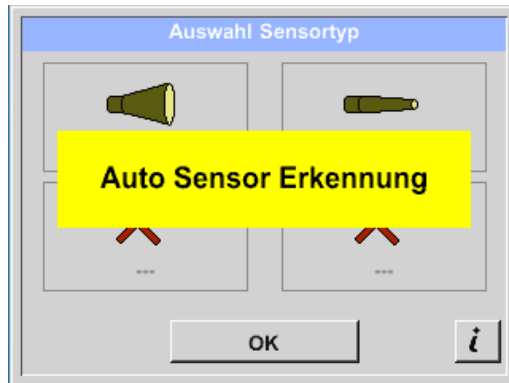 Auswahl Sensortyp
Auto Sensor Erkennung
--- ---
OK
i